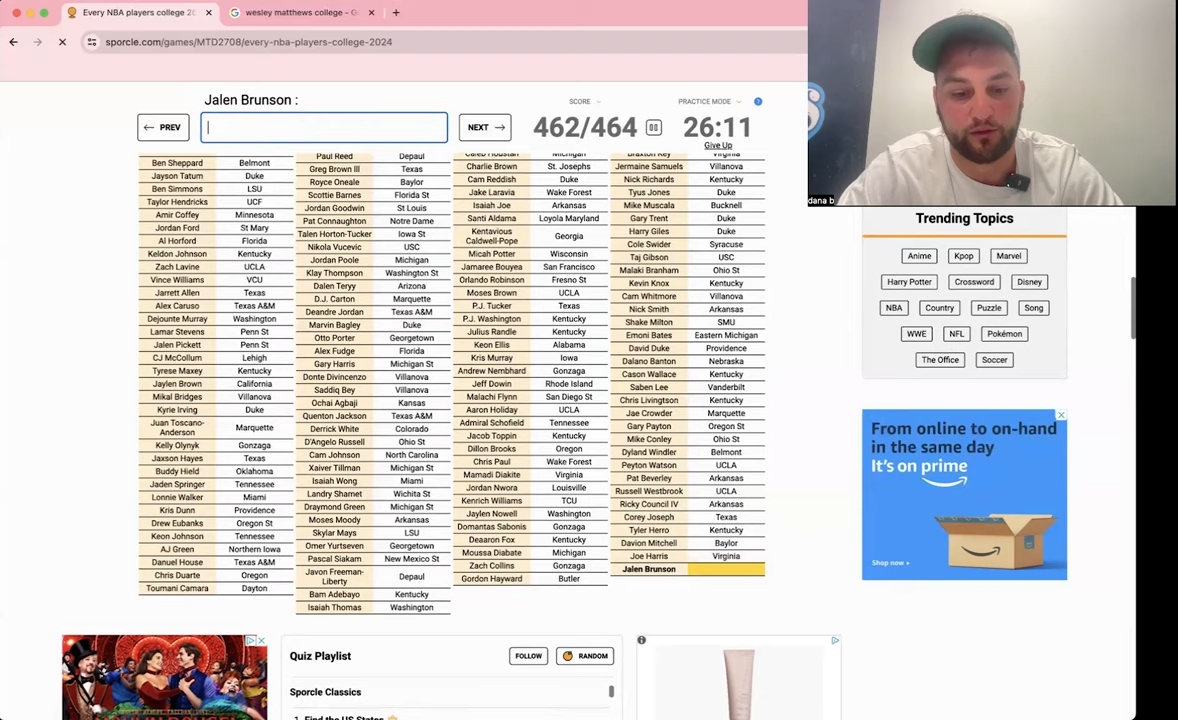 Every NBA players college 20
wesley matthews college - G
sporcle.com/games/MTD2708/every-nba-players-college-2024
Jalen Brunson :
SCORE
PRACTICE MODE
?
← PREV
NEXT →
462/464
26:11
Give Up
dana b
Ben Sheppard Belmont
Jayson Tatum Duke
Ben Simmons LSU
Taylor Hendricks UCF
Amir Coffey Minnesota
Jordan Ford St Mary
Al Horford Florida
Keldon Johnson Kentucky
Zach Lavine UCLA
Vince Williams VCU
Jarrett Allen Texas
Alex Caruso Texas A&M
Dejounte Murray Washington
Lamar Stevens Penn St
Jalen Pickett Penn St
CJ McCollum Lehigh
Tyrese Maxey Kentucky
Jaylen Brown California
Mikal Bridges Villanova
Kyrie Irving Duke
Juan Toscano-
Anderson Marquette
Kelly Olynyk Gonzaga
Jaxson Hayes Texas
Buddy Hield Oklahoma
Jaden Springer Tennessee
Lonnie Walker Miami
Kris Dunn Providence
Drew Eubanks Oregon St
Keon Johnson Tennessee
AJ Green Northern Iowa
Danuel House Texas A&M
Chris Duarte Oregon
Toumani Camara Dayton
Paul Reed Depaul
Greg Brown III Texas
Royce Oneale Baylor
Scottie Barnes Florida St
Jordan Goodwin St Louis
Pat Connaughton Notre Dame
Talen Horton-Tucker Iowa St
Nikola Vucevic USC
Jordan Poole Michigan
Klay Thompson Washington St
Dalen Teryy Arizona
D.J. Carton Marquette
Deandre Jordan Texas A&M
Marvin Bagley Duke
Otto Porter Georgetown
Alex Fudge Florida
Gary Harris Michigan St
Donte Divincenzo Villanova
Saddiq Bey Villanova
Ochai Agbaji Kansas
Quenton Jackson Texas A&M
Derrick White Colorado
D'Angelo Russell Ohio St
Cam Johnson North Carolina
Xaiver Tillman Michigan St
Isaiah Wong Miami
Landry Shamet Wichita St
Draymond Green Michigan St
Moses Moody Arkansas
Skylar Mays LSU
Omer Yurtseven Georgetown
Pascal Siakam New Mexico St
Javon Freeman-
Liberty Depaul
Bam Adebayo Kentucky
Isaiah Thomas Washington
Caleb Houstan Michigan
Charlie Brown St. Josephs
Cam Reddish Duke
Jake Laravia Wake Forest
Isaiah Joe Arkansas
Santi Aldama Loyola Maryland
Kentavious
Caldwell-Pope Georgia
Micah Potter Wisconsin
Jamaree Bouyea San Francisco
Orlando Robinson Fresno St
Moses Brown UCLA
P.J. Tucker Texas
P.J. Washington Kentucky
Julius Randle Kentucky
Keon Ellis Alabama
Kris Murray Iowa
Andrew Nembhard Gonzaga
Jeff Dowin Rhode Island
Malachi Flynn San Diego St
Aaron Holiday UCLA
Admiral Schofield Tennessee
Jacob Toppin Kentucky
Dillon Brooks Oregon
Chris Paul Wake Forest
Mamadi Diakite Virginia
Jordan Nwora Louisville
Kenrich Williams TCU
Jaylen Nowell Washington
Domantas Sabonis Gonzaga
Deaaron Fox Kentucky
Moussa Diabate Michigan
Zach Collins Gonzaga
Gordon Hayward Butler
Braxton Key Virginia
Jermaine Samuels Villanova
Nick Richards Kentucky
Tyus Jones Duke
Mike Muscala Bucknell
Gary Trent Duke
Harry Giles Duke
Cole Swider Syracuse
Taj Gibson USC
Malaki Branham Ohio St
Kevin Knox Kentucky
Cam Whitmore Villanova
Nick Smith Arkansas
Shake Milton SMU
Emoni Bates Eastern Michigan
David Duke Providence
Dalano Banton Nebraska
Cason Wallace Kentucky
Saben Lee Vanderbilt
Chris Livingtson Kentucky
Jae Crowder Marquette
Gary Payton Oregon St
Mike Conley Ohio St
Dyland Windler Belmont
Peyton Watson UCLA
Pat Beverley Arkansas
Russell Westbrook UCLA
Ricky Council IV Arkansas
Corey Joseph Texas
Tyler Herro Kentucky
Davion Mitchell Baylor
Joe Harris Virginia
Jalen Brunson
Trending Topics
Anime Kpop Marvel
Harry Potter Crossword Disney
NBA Country Puzzle Song
WWE NFL Pokémon
The Office Soccer
From online to on-hand
in the same day
It's on prime
Shop now ▸
Quiz Playlist
FOLLOW
RANDOM
Sporcle Classics
1. Find the US States